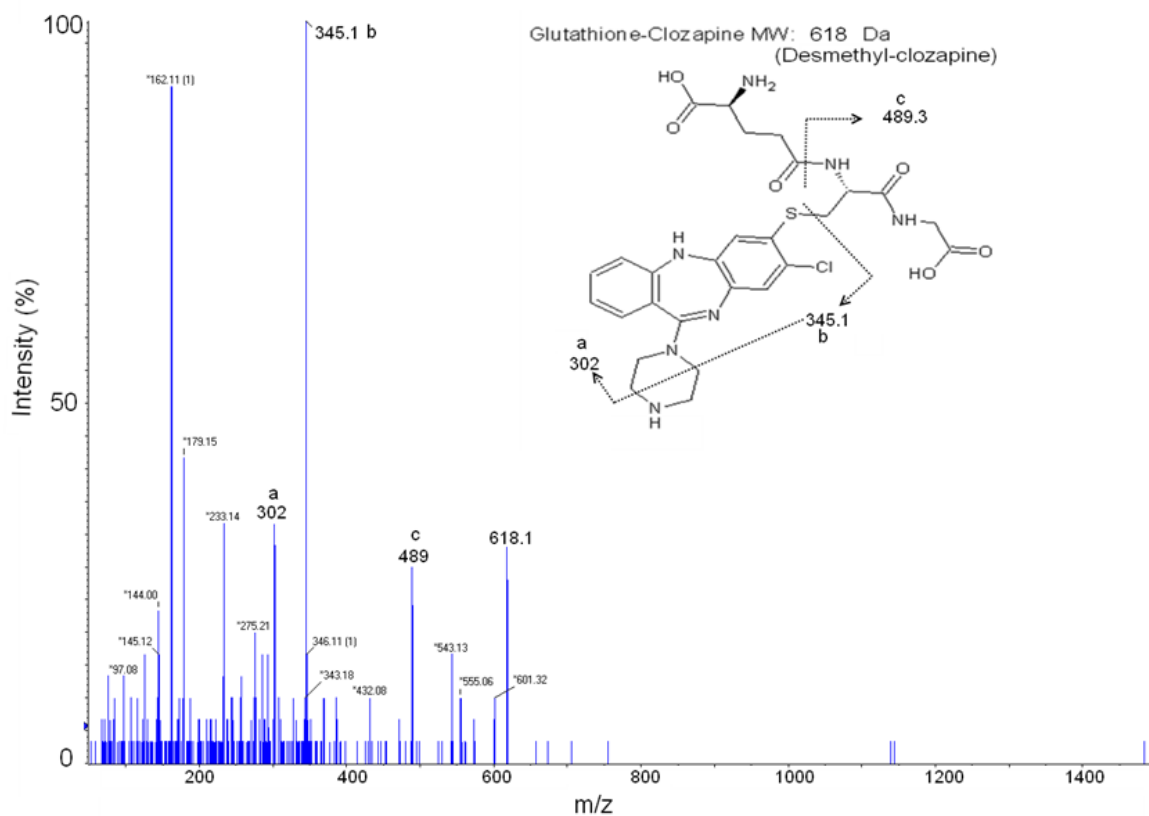 100
345.1 b
Glutathione-Clozapine MW: 618 Da
(Desmethyl-clozapine)
*162.11 (1)
HO
NH₂
O
c
489.3
O
NH
O
S
NH
O
HO
H
N
Cl
N
345.1
b
a
302
N
N
H
Intensity (%)
50
*179.15
*233.14
a
302
c
489
618.1
*144.00
*145.12
*97.08
*275.21
346.11 (1)
*343.18
*432.08
*543.13
*555.06
*601.32
0
200
400
600
800
1000
1200
1400
m/z